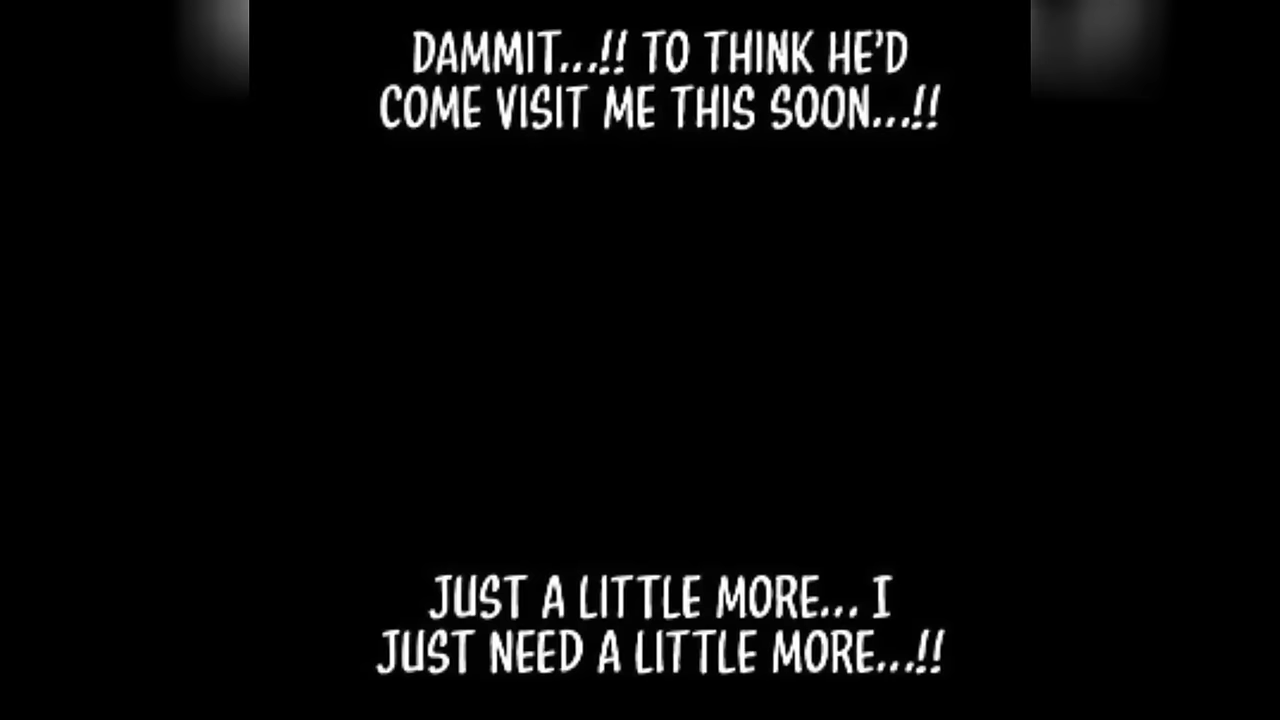 DAMMIT...!! TO THINK HE'D
COME VISIT ME THIS SOON...!!
JUST A LITTLE MORE... I
JUST NEED A LITTLE MORE...!!